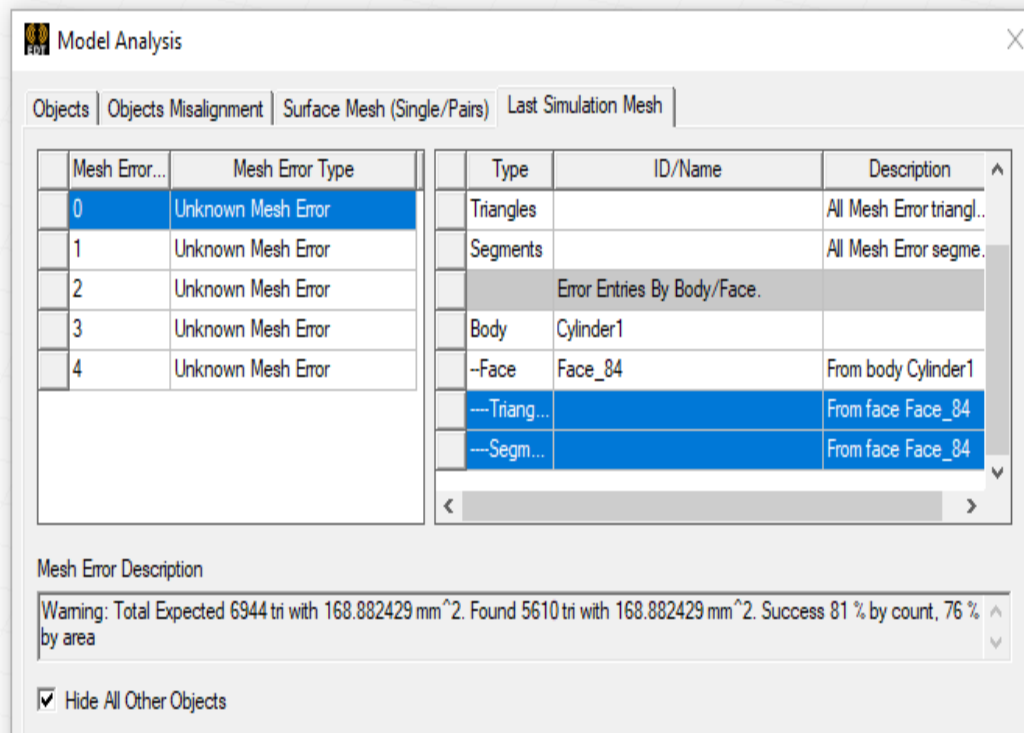 EDT
Model Analysis
Objects
Objects Misalignment
Surface Mesh (Single/Pairs)
Last Simulation Mesh
Mesh Error... Mesh Error Type
0 Unknown Mesh Error
1 Unknown Mesh Error
2 Unknown Mesh Error
3 Unknown Mesh Error
4 Unknown Mesh Error
Type ID/Name Description
Triangles All Mesh Error triangl..
Segments All Mesh Error segme.
Error Entries By Body/Face.
Body Cylinder1
--Face Face_84 From body Cylinder1
----Triang... From face Face_84
----Segm... From face Face_84
Mesh Error Description
Warning: Total Expected 6944 tri with 168.882429 mm^2. Found 5610 tri with 168.882429 mm^2. Success 81 % by count, 76 %
by area
Hide All Other Objects